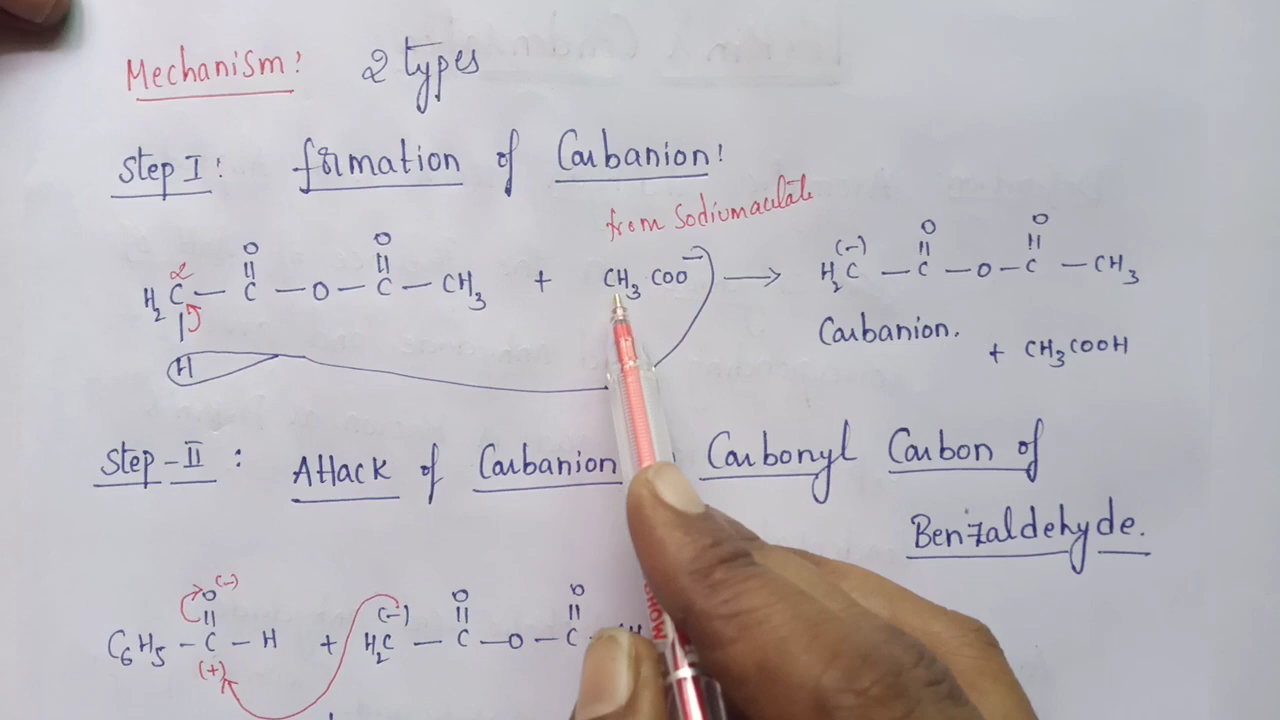 Mechanism: 2 types
Step I: formation of Carbanion:
from Sodiumacetate
O O O O
α || || (-) || ||
H₂C — C — O — C — CH₃ + CH₃COO⁻ → H₂C — C — O — C — CH₃
|
H
Carbanion.
+ CH₃COOH
Step-II: Attack of Carbanion Carbonyl Carbon of
Benzaldehyde.
O(-) O O
|| (-) || ||
C₆H₅ — C — H + H₂C — C — O — C
(+)